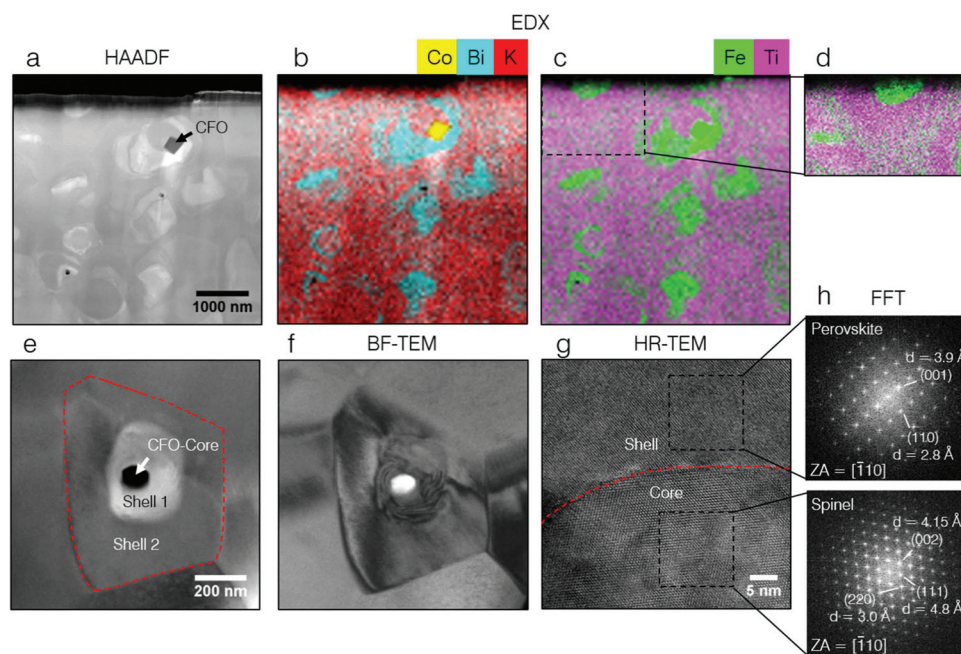 EDX
a HAADF
b Co Bi K
c Fe Ti
d
CFO
1000 nm
e
f BF-TEM
g HR-TEM
h FFT
CFO-Core
Shell 1
Shell 2
200 nm
Shell
Core
5 nm
Perovskite
d = 3.9 Å
(001)
(110)
d = 2.8 Å
ZA = [1̄10]
Spinel
d = 4.15 Å
(002)
(111)
(220)
d = 4.8 Å
d = 3.0 Å
ZA = [1̄10]